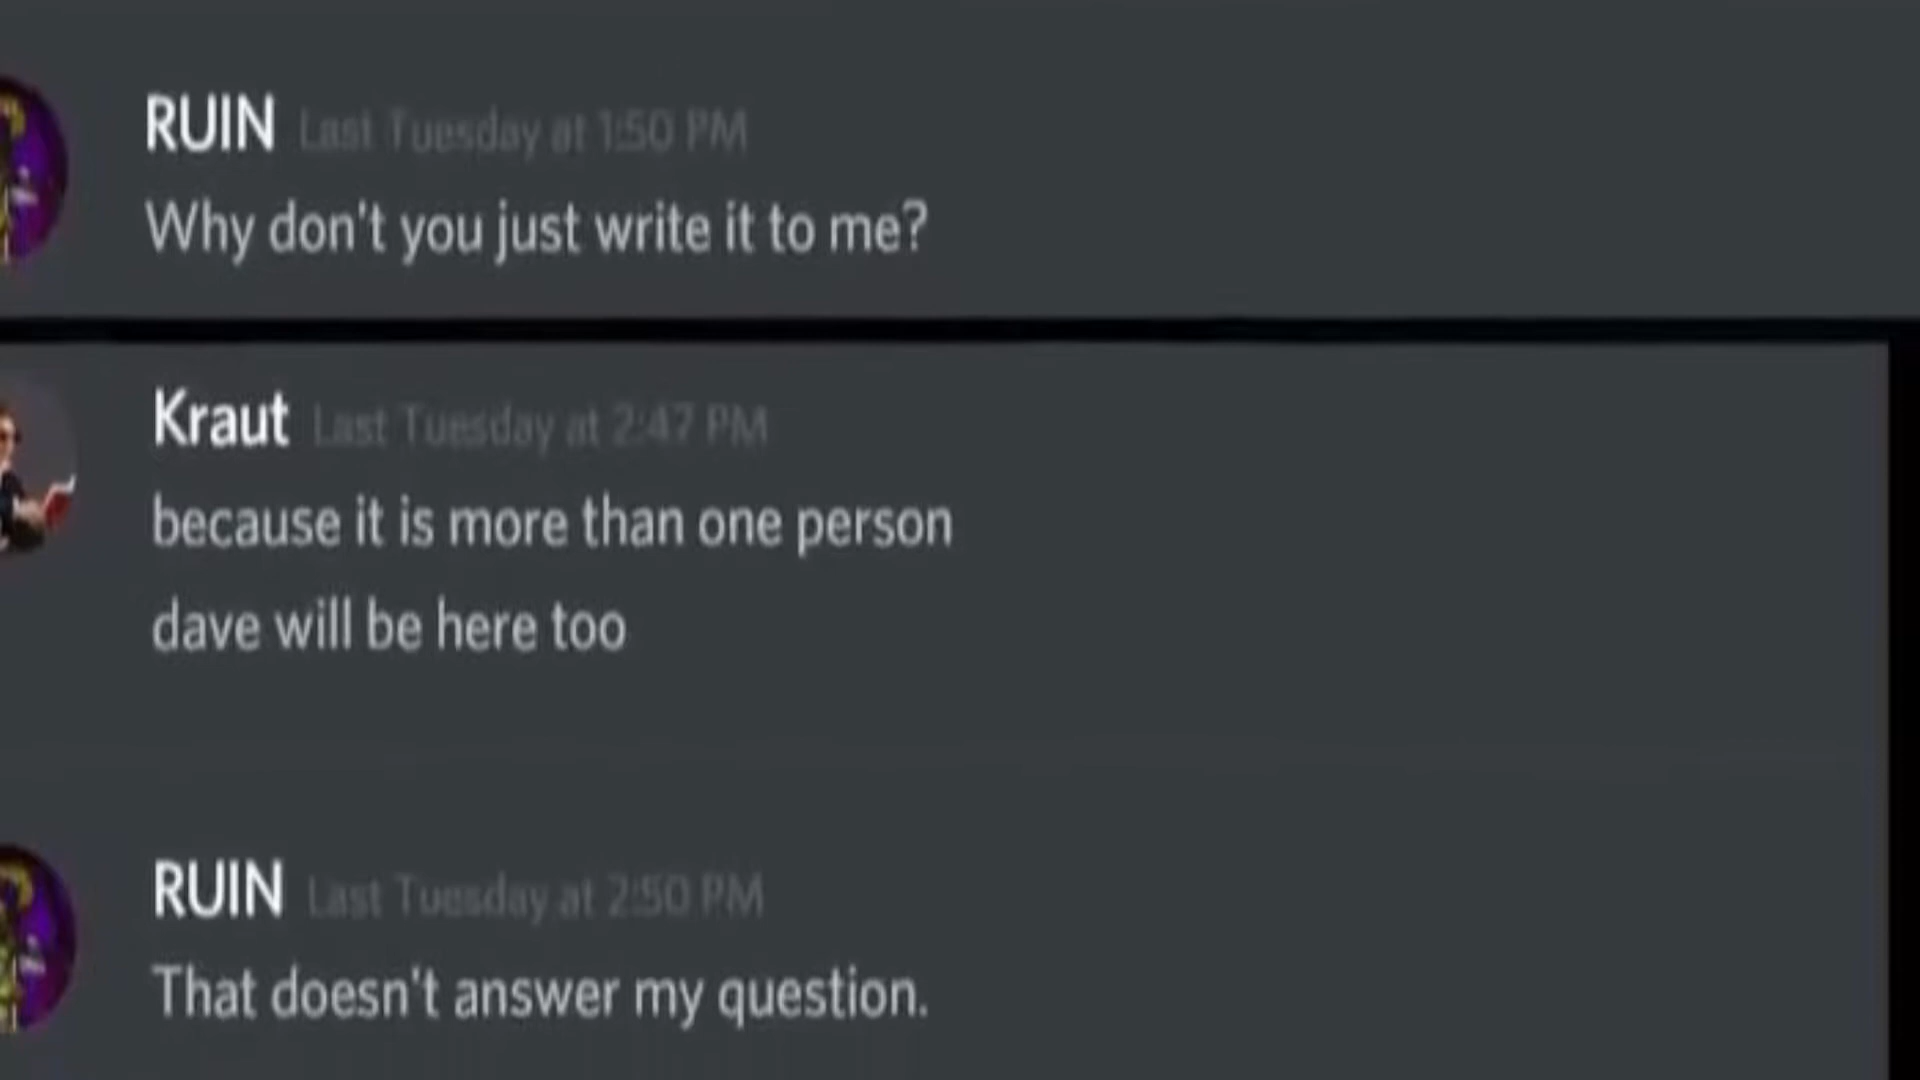 RUIN Last Tuesday at 1:50 PM
Why don't you just write it to me?
Kraut Last Tuesday at 2:47 PM
because it is more than one person
dave will be here too
RUIN Last Tuesday at 2:50 PM
That doesn't answer my question.